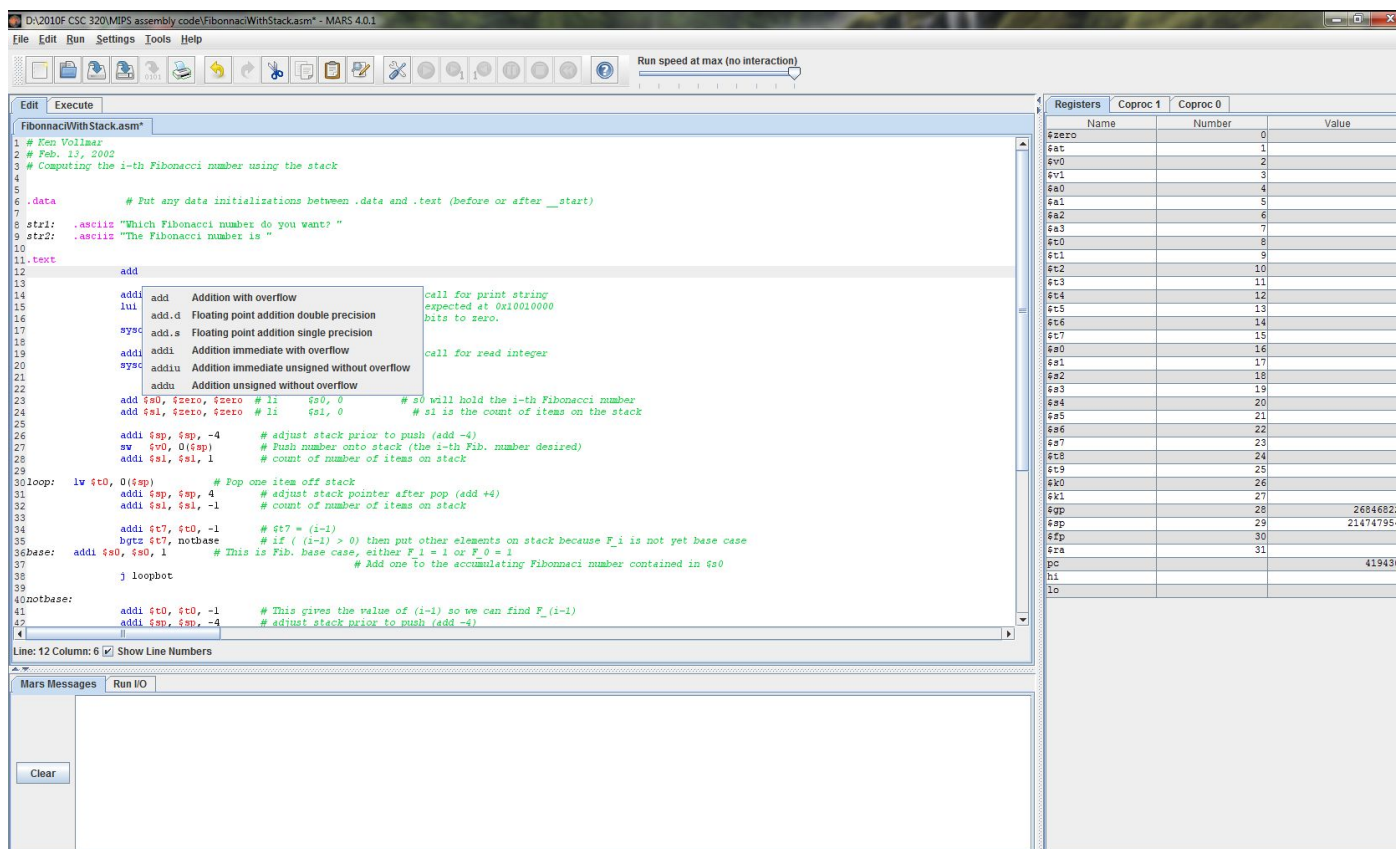 D:\2010F CSC 320\MIPS assembly code\FibonnaciWithStack.asm* - MARS 4.0.1
File Edit Run Settings Tools Help
Run speed at max (no interaction)
Edit Execute
FibonnaciWithStack.asm*
1 # Ken Vollmar
2 # Feb. 13, 2002
3 # Computing the i-th Fibonacci number using the stack
4
5
6 .data # Put any data initializations between .data and .text (before or after __start)
7
8 str1: .asciiz "Which Fibonacci number do you want? "
9 str2: .asciiz "The Fibonacci number is "
10
11 .text
12 add
13
14 addi call for print string
15 lui expected at 0x10010000
16 bits to zero.
17 sysc
18
19 addi call for read integer
20 sysc
21
22
add Addition with overflow
add.d Floating point addition double precision
add.s Floating point addition single precision
addi Addition immediate with overflow
addiu Addition immediate unsigned without overflow
addu Addition unsigned without overflow
23 add $s0, $zero, $zero # li $s0, 0 # s0 will hold the i-th Fibonacci number
24 add $s1, $zero, $zero # li $s1, 0 # s1 is the count of items on the stack
25
26 addi $sp, $sp, -4 # adjust stack prior to push (add -4)
27 sw $v0, 0($sp) # Push number onto stack (the i-th Fib. number desired)
28 addi $s1, $s1, 1 # count of number of items on stack
29
30 loop: lw $t0, 0($sp) # Pop one item off stack
31 addi $sp, $sp, 4 # adjust stack pointer after pop (add +4)
32 addi $s1, $s1, -1 # count of number of items on stack
33
34 addi $t7, $t0, -1 # $t7 = (i-1)
35 bgtz $t7, notbase # if ( (i-1) > 0) then put other elements on stack because F_i is not yet base case
36 base: addi $s0, $s0, 1 # This is Fib. base case, either F_1 = 1 or F_0 = 1
37 # Add one to the accumulating Fibonnaci number contained in $s0
38 j loopbot
39
40 notbase:
41 addi $t0, $t0, -1 # This gives the value of (i-1) so we can find F_(i-1)
42 addi $sp, $sp, -4 # adjust stack prior to push (add -4)
Line: 12 Column: 6 Show Line Numbers
Mars Messages Run I/O
Clear
Registers Coproc 1 Coproc 0
Name Number Value
$zero 0
$at 1
$v0 2
$v1 3
$a0 4
$a1 5
$a2 6
$a3 7
$t0 8
$t1 9
$t2 10
$t3 11
$t4 12
$t5 13
$t6 14
$t7 15
$s0 16
$s1 17
$s2 18
$s3 19
$s4 20
$s5 21
$s6 22
$s7 23
$t8 24
$t9 25
$k0 26
$k1 27
$gp 28 2684682
$sp 29 21474795
$fp 30
$ra 31
pc 41943
hi
lo